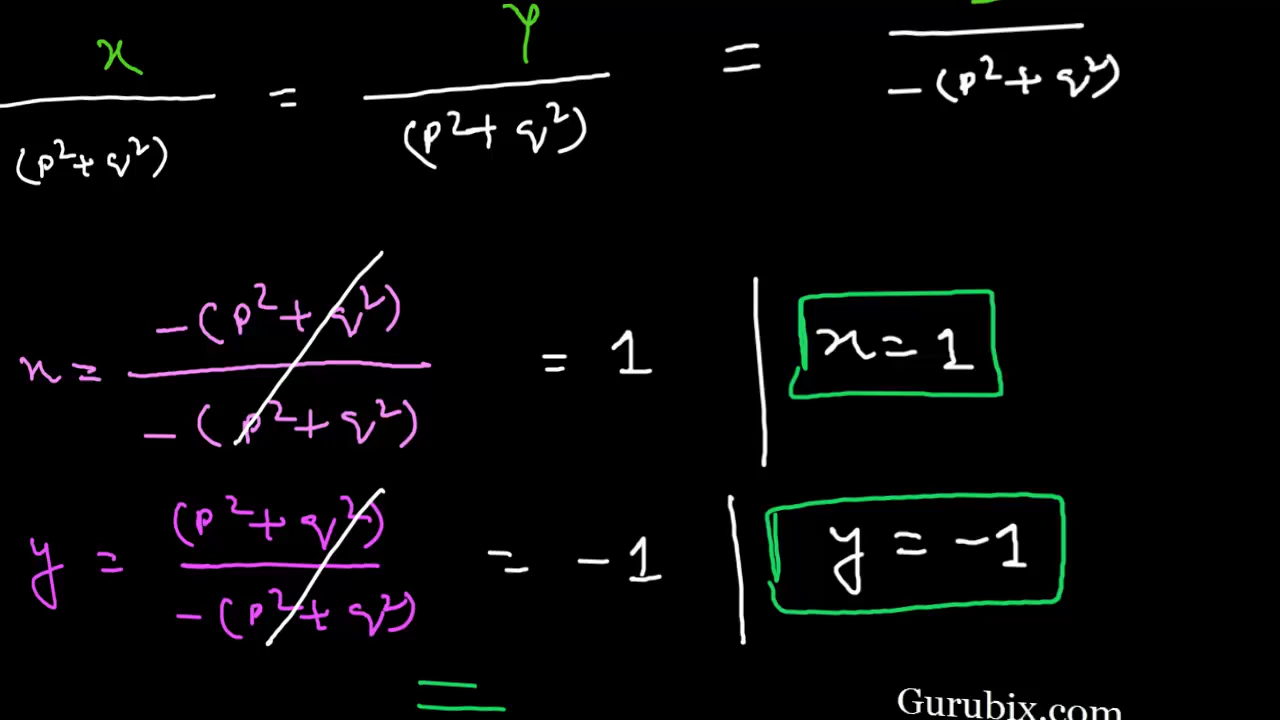 x / (p² + q²) = Y / (p² + q²) = / -(p² + q²)
x = -(p² + q²) / -(p² + q²) = 1 | x = 1
y = (p² + q²) / -(p² + q²) = -1 | y = -1
Gurubix.com